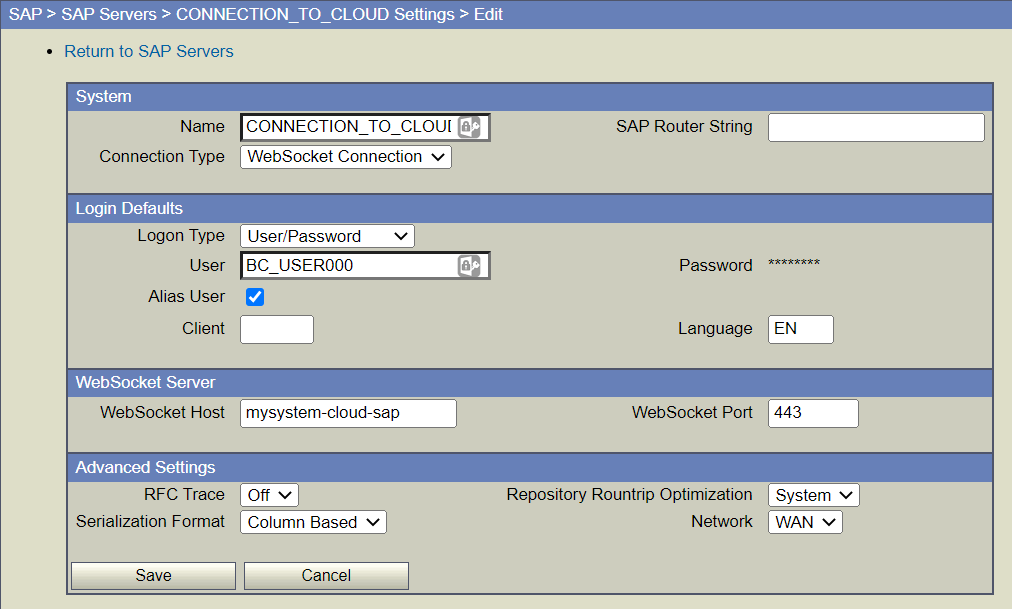 SAP > SAP Servers > CONNECTION_TO_CLOUD Settings > Edit
• Return to SAP Servers
System
Name CONNECTION_TO_CLOU SAP Router String
Connection Type WebSocket Connection
Login Defaults
Logon Type User/Password
User BC_USER000 Password ********
Alias User
Client Language EN
WebSocket Server
WebSocket Host mysystem-cloud-sap WebSocket Port 443
Advanced Settings
RFC Trace Off Repository Rountrip Optimization System
Serialization Format Column Based Network WAN
Save Cancel